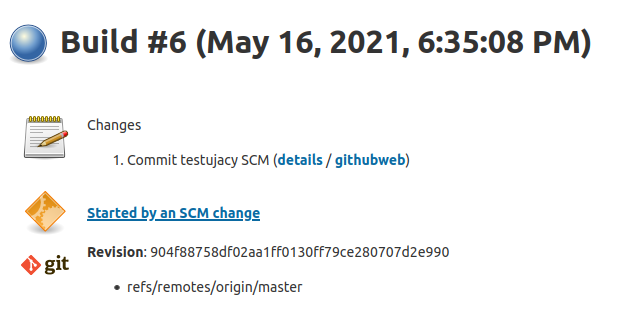 Build #6 (May 16, 2021, 6:35:08 PM)
Changes
1. Commit testujacy SCM (details / githubweb)
Started by an SCM change
git
Revision: 904f88758df02aa1ff0130ff79ce280707d2e990
• refs/remotes/origin/master